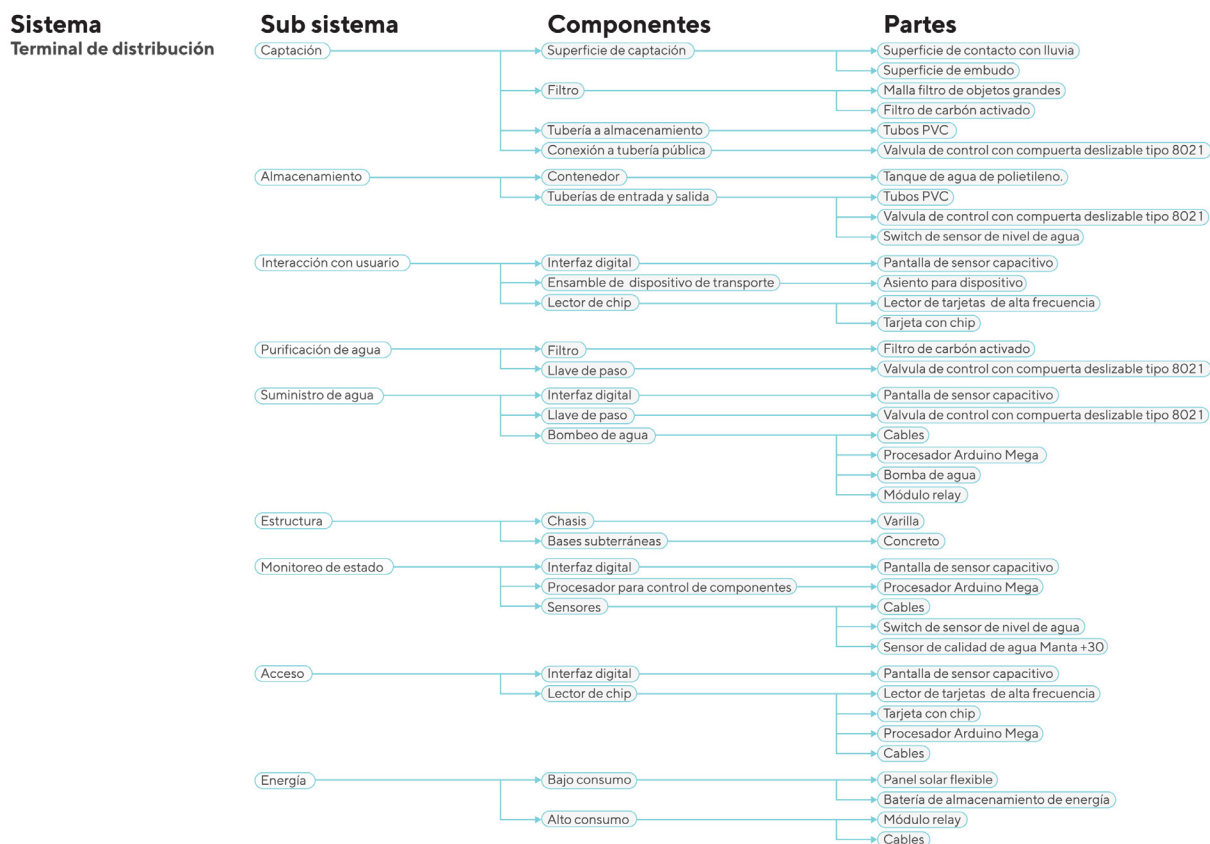 Sistema Sub sistema Componentes Partes
Terminal de distribución
Captación Superficie de captación Superficie de contacto con lluvia
Superficie de embudo
Filtro Malla filtro de objetos grandes
Filtro de carbón activado
Tubería a almacenamiento Tubos PVC
Conexión a tubería pública Valvula de control con compuerta deslizable tipo 8021
Almacenamiento Contenedor Tanque de agua de polietileno.
Tuberías de entrada y salida Tubos PVC
Valvula de control con compuerta deslizable tipo 8021
Switch de sensor de nivel de agua
Interacción con usuario Interfaz digital Pantalla de sensor capacitivo
Ensamble de dispositivo de transporte Asiento para dispositivo
Lector de chip Lector de tarjetas de alta frecuencia
Tarjeta con chip
Purificación de agua Filtro Filtro de carbón activado
Llave de paso Valvula de control con compuerta deslizable tipo 8021
Suministro de agua Interfaz digital Pantalla de sensor capacitivo
Llave de paso Valvula de control con compuerta deslizable tipo 8021
Bombeo de agua Cables
Procesador Arduino Mega
Bomba de agua
Módulo relay
Estructura Chasis Varilla
Bases subterráneas Concreto
Monitoreo de estado Interfaz digital Pantalla de sensor capacitivo
Procesador para control de componentes Procesador Arduino Mega
Sensores Cables
Switch de sensor de nivel de agua
Sensor de calidad de agua Manta +30
Acceso Interfaz digital Pantalla de sensor capacitivo
Lector de chip Lector de tarjetas de alta frecuencia
Tarjeta con chip
Procesador Arduino Mega
Cables
Energía Bajo consumo Panel solar flexible
Batería de almacenamiento de energía
Alto consumo Módulo relay
Cables